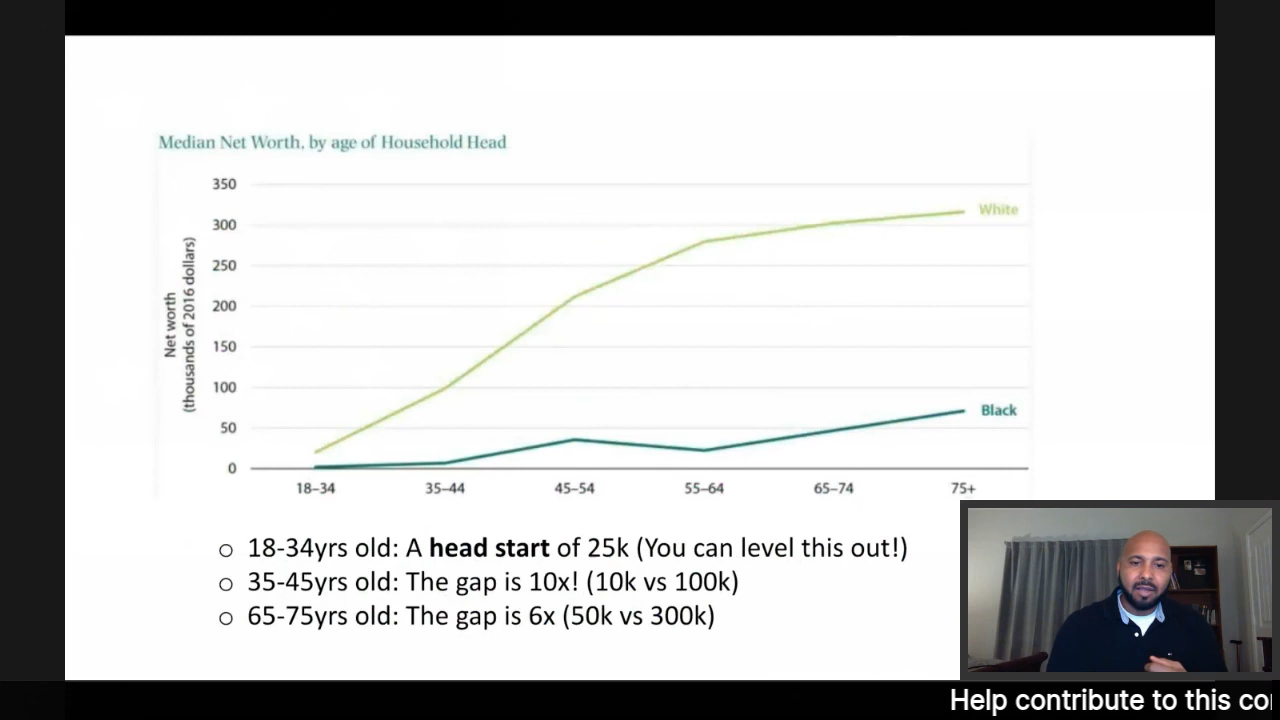 Median Net Worth, by age of Household Head
350
300
250
200
150
100
50
0
Net worth
(thousands of 2016 dollars)
White
Black
18–34
35–44
45–54
55–64
65–74
75+
o 18-34yrs old: A head start of 25k (You can level this out!)
o 35-45yrs old: The gap is 10x! (10k vs 100k)
o 65-75yrs old: The gap is 6x (50k vs 300k)
Help contribute to this co